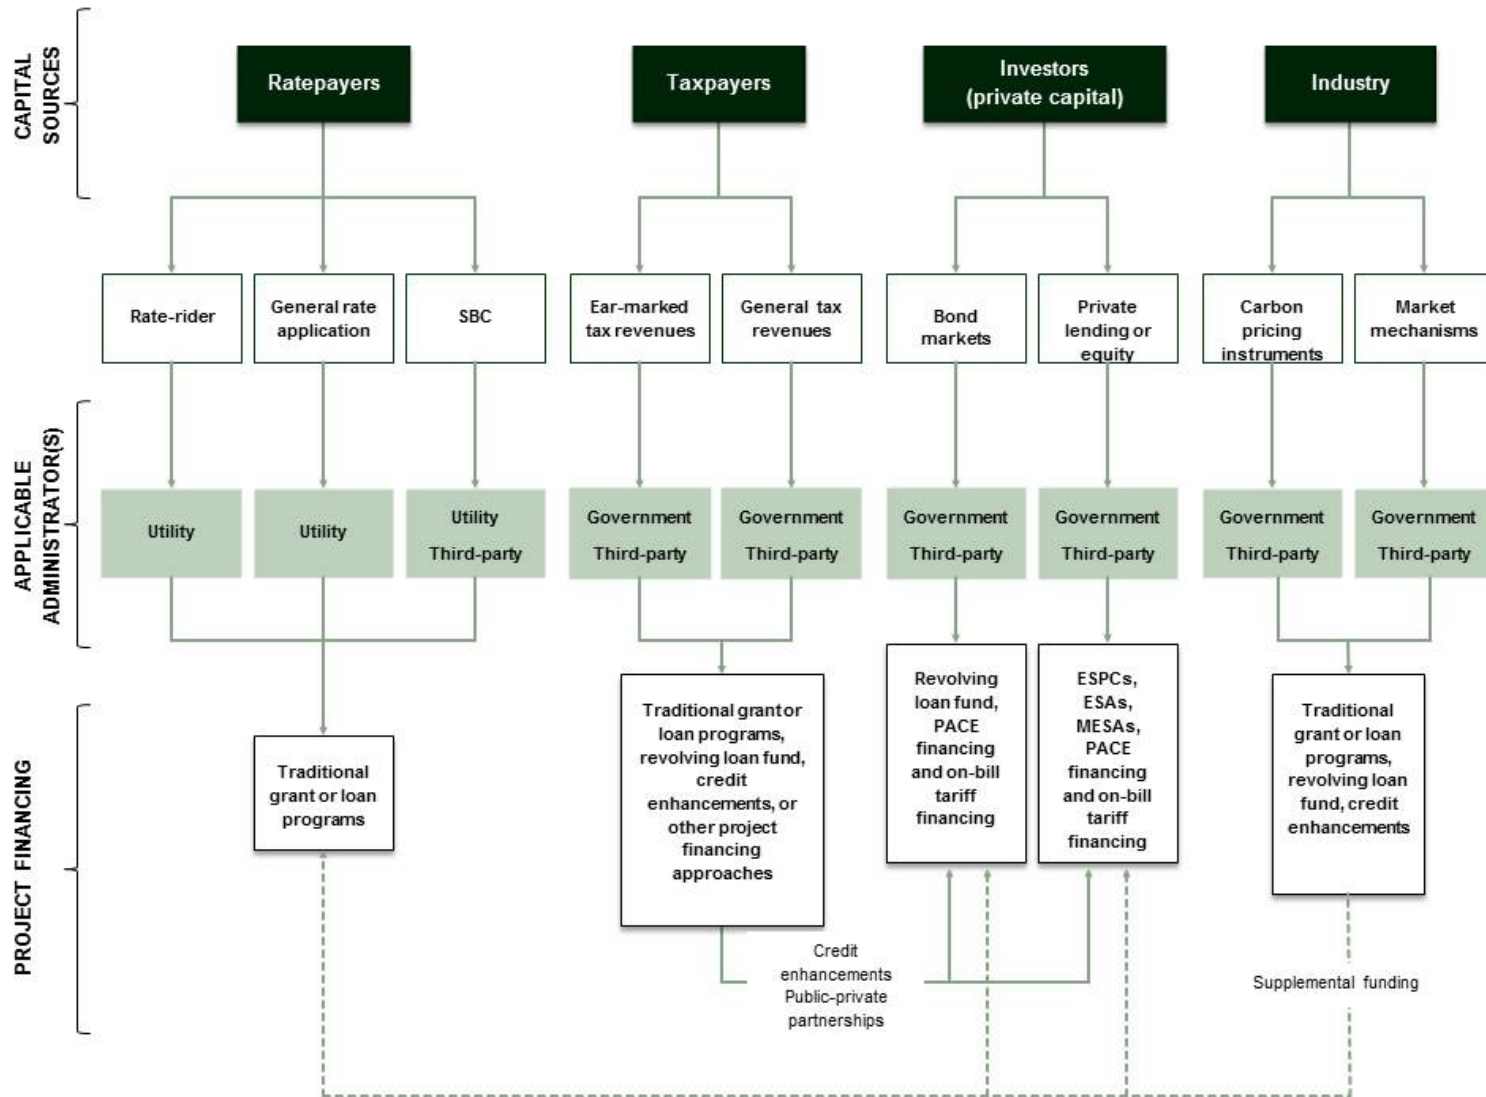 CAPITAL
SOURCES
Ratepayers
Taxpayers
Investors
(private capital)
Industry
Rate-rider
General rate
application
SBC
Ear-marked
tax revenues
General tax
revenues
Bond
markets
Private
lending or
equity
Carbon
pricing
instruments
Market
mechanisms
APPLICABLE
ADMINISTRATOR(S)
Utility
Utility
Utility
Third-party
Government
Third-party
Government
Third-party
Government
Third-party
Government
Third-party
Government
Third-party
Government
Third-party
PROJECT FINANCING
Traditional
grant or loan
programs
Traditional grant or
loan programs,
revolving loan fund,
credit
enhancements, or
other project
financing
approaches
Revolving
loan fund,
PACE
financing
and on-bill
tariff
financing
ESPCs,
ESAs,
MESAs,
PACE
financing
and on-bill
tariff
financing
Traditional
grant or loan
programs,
revolving loan
fund, credit
enhancements
Credit
enhancements
Public-private
partnerships
Supplemental funding